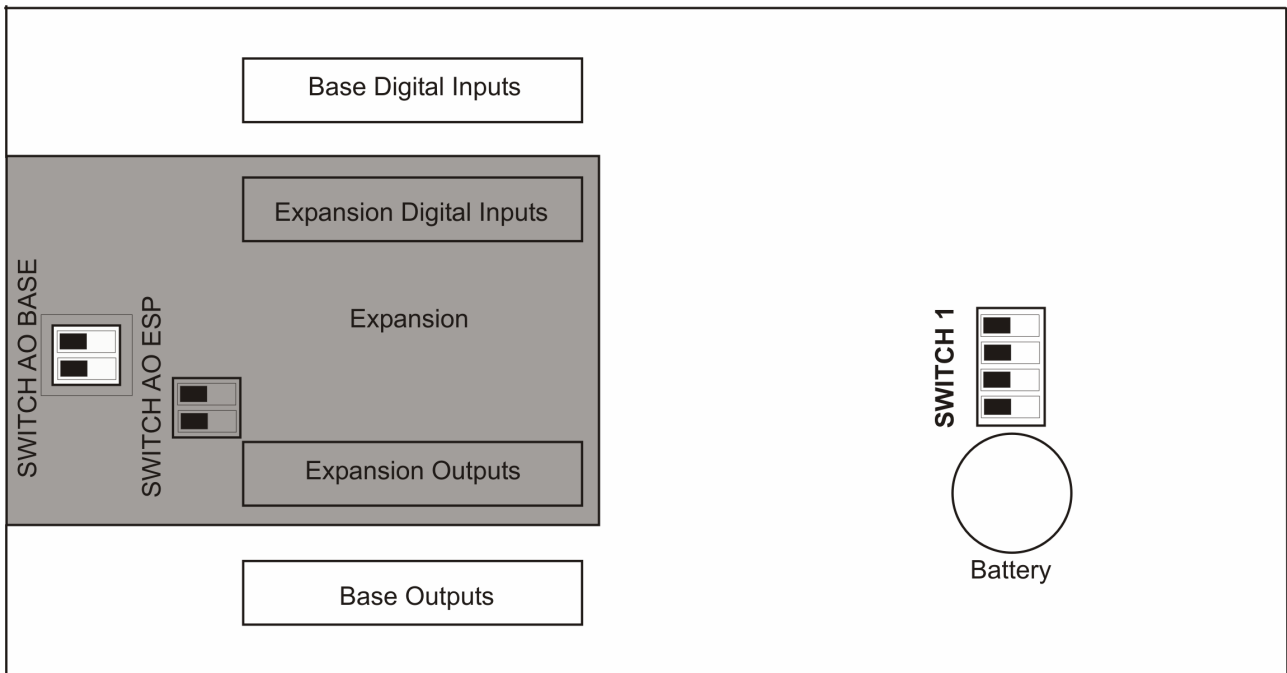 Base Digital Inputs
Expansion Digital Inputs
SWITCH AO BASE
SWITCH AO ESP
Expansion
SWITCH 1
Expansion Outputs
Battery
Base Outputs